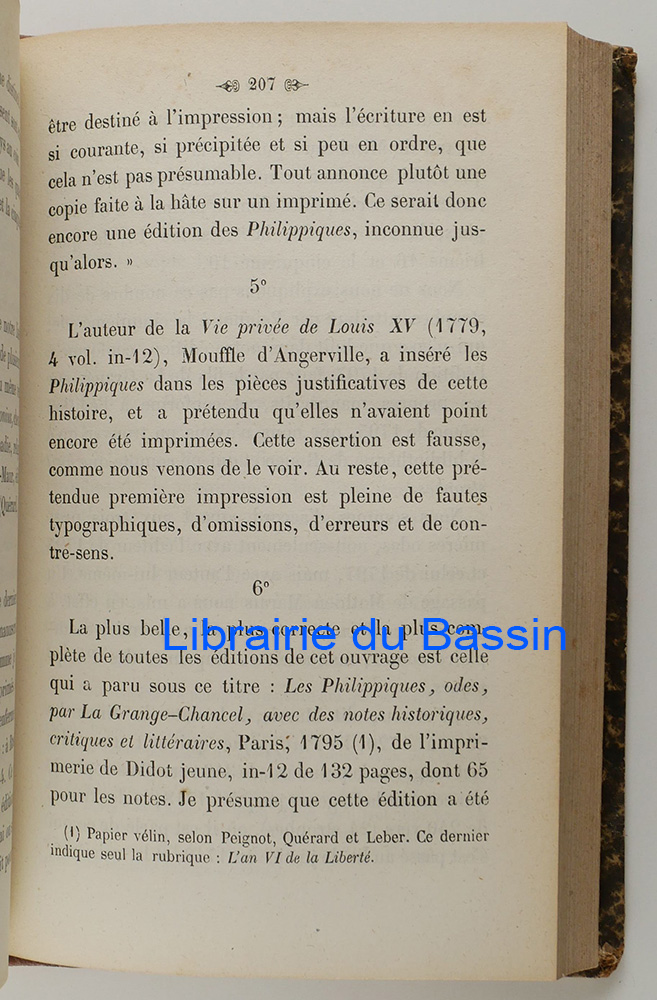 207
être destiné à l'impression ; mais l'écriture en est
si courante, si précipitée et si peu en ordre, que
cela n'est pas présumable. Tout annonce plutôt une
copie faite à la hâte sur un imprimé. Ce serait donc
encore une édition des Philippiques, inconnue jus-
qu'alors. »
5°
L'auteur de la Vie privée de Louis XV (1779,
4 vol. in-12), Mouffle d'Angerville, a inséré les
Philippiques dans les pièces justificatives de cette
histoire, et a prétendu qu'elles n'avaient point
encore été imprimées. Cette assertion est fausse,
comme nous venons de le voir. Au reste, cette pré-
tendue première impression est pleine de fautes
typographiques, d'omissions, d'erreurs et de con-
tré-sens.
6°
La plus belle, la plus correcte et la plus com-
plète de toutes les éditions de cet ouvrage est celle
qui a paru sous ce titre : Les Philippiques, odes,
par La Grange-Chancel, avec des notes historiques,
critiques et littéraires, Paris, 1795 (1), de l'impri-
merie de Didot jeune, in-12 de 132 pages, dont 65
pour les notes. Je présume que cette édition a été
(1) Papier vélin, selon Peignot, Quérard et Leber. Ce dernier
indique seul la rubrique : L'an VI de la Liberté.
Librairie du Bassin